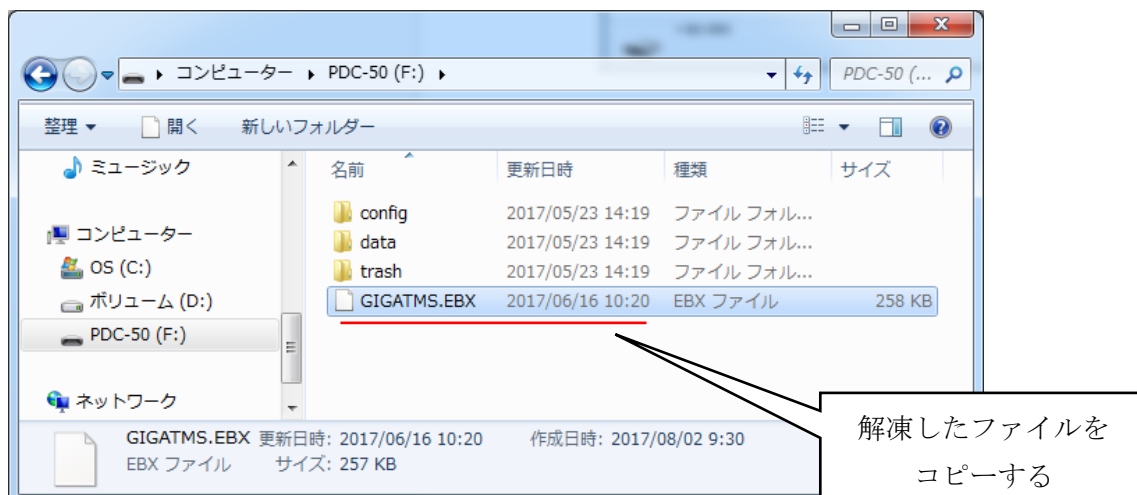 コンピューター ▸ PDC-50 (F:) ▸
PDC-50 (...
整理 開く 新しいフォルダー
名前 更新日時 種類 サイズ
ミュージック
コンピューター
OS (C:)
ボリューム (D:)
PDC-50 (F:)
ネットワーク
config 2017/05/23 14:19 ファイル フォル...
data 2017/05/23 14:19 ファイル フォル...
trash 2017/05/23 14:19 ファイル フォル...
GIGATMS.EBX 2017/06/16 10:20 EBX ファイル 258 KB
GIGATMS.EBX 更新日時: 2017/06/16 10:20 作成日時: 2017/08/02 9:30
EBX ファイル サイズ: 257 KB
解凍したファイルを
コピーする